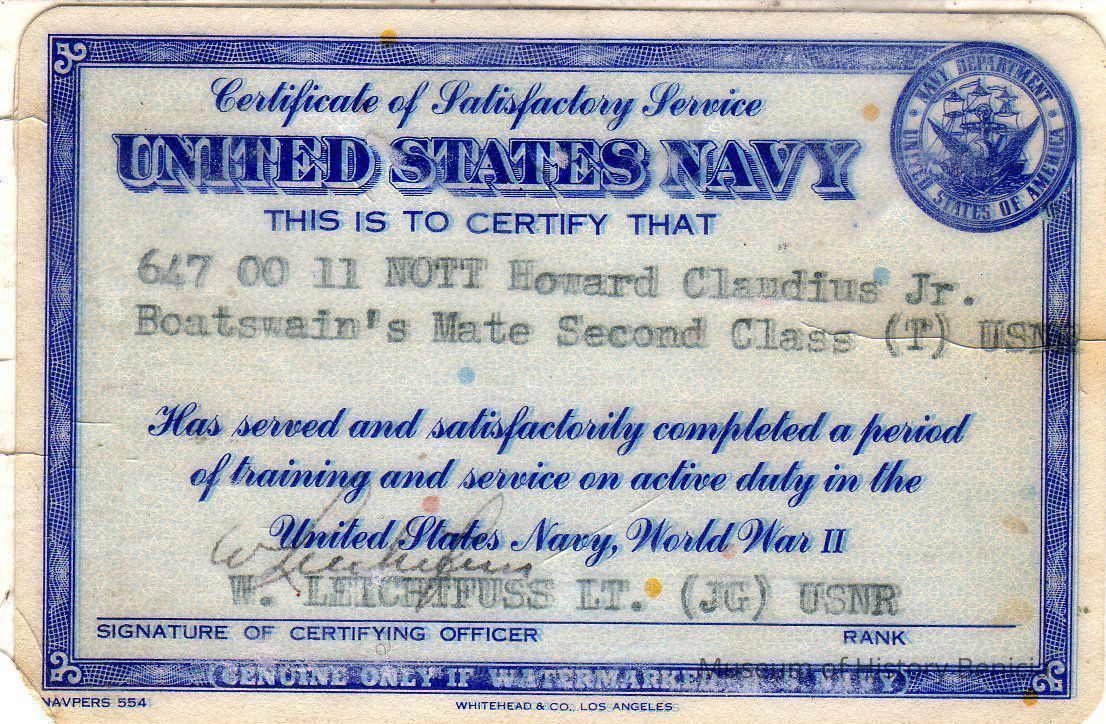 Certificate of Satisfactory Service
UNITED STATES NAVY
NAVY DEPARTMENT
UNITED STATES OF AMERICA
THIS IS TO CERTIFY THAT
647 00 11 NOTT Howard Claudius Jr.
Boatswain's Mate Second Class (T) USNR
Has served and satisfactorily completed a period
of training and service on active duty in the
United States Navy, World War II
W. LEICHTFUSS LT. (JG) USNR
SIGNATURE OF CERTIFYING OFFICER RANK
(GENUINE ONLY IF WATERMARKED NAVY)
Museum of History Benici
NAVPERS 554
WHITEHEAD & CO., LOS ANGELES